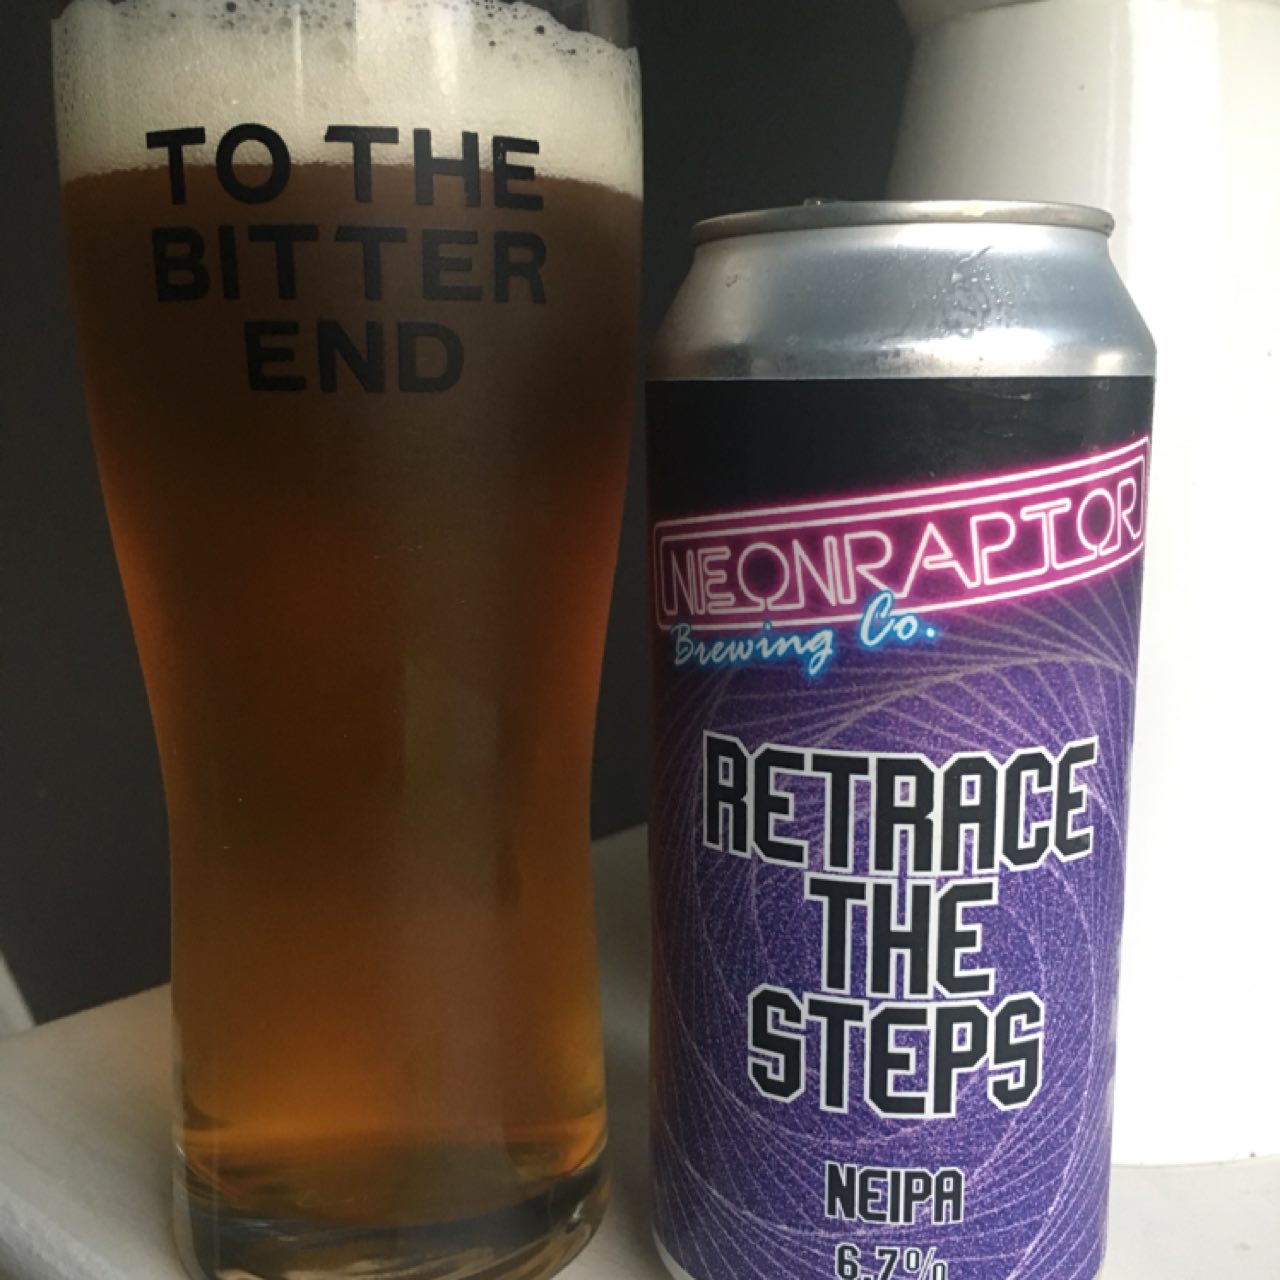 TO THE
BITTER
END
NEONRAPTOR
Brewing Co.
RETRACE
THE
STEPS
NEIPA
6.7%